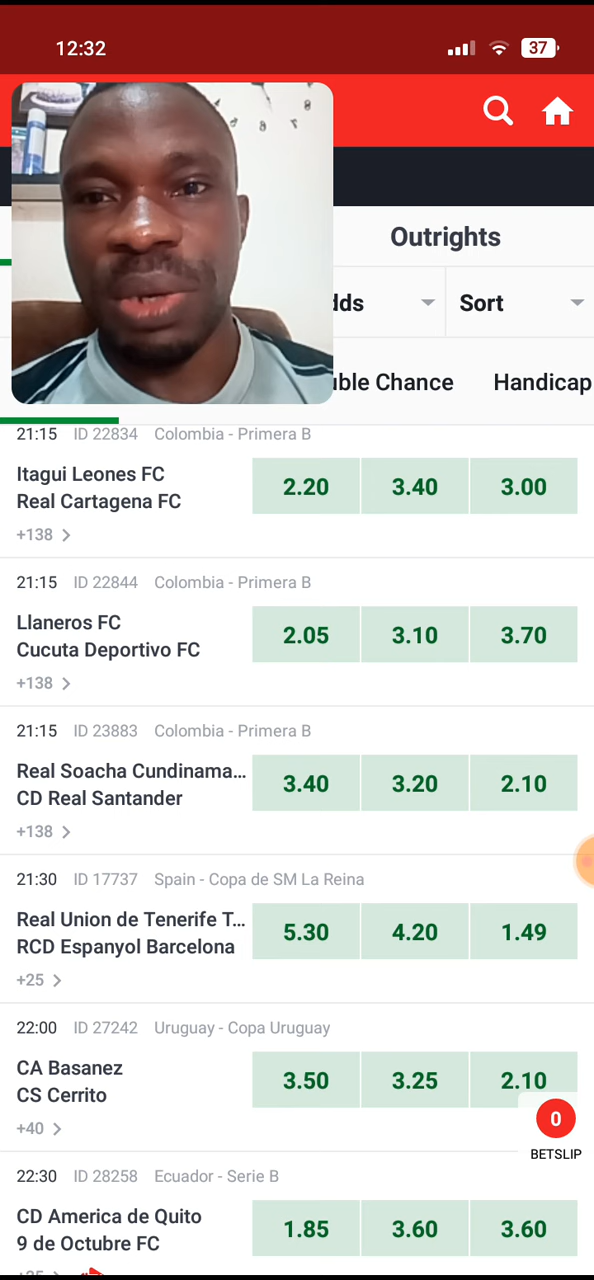 12:32
37
Outrights
dds
Sort
uble Chance
Handicap
21:15 ID 22834 Colombia - Primera B
Itagui Leones FC
Real Cartagena FC
2.20 3.40 3.00
+138 >
21:15 ID 22844 Colombia - Primera B
Llaneros FC
Cucuta Deportivo FC
2.05 3.10 3.70
+138 >
21:15 ID 23883 Colombia - Primera B
Real Soacha Cundinama...
CD Real Santander
3.40 3.20 2.10
+138 >
21:30 ID 17737 Spain - Copa de SM La Reina
Real Union de Tenerife T...
RCD Espanyol Barcelona
5.30 4.20 1.49
+25 >
22:00 ID 27242 Uruguay - Copa Uruguay
CA Basanez
CS Cerrito
3.50 3.25 2.10
+40 >
0
BETSLIP
22:30 ID 28258 Ecuador - Serie B
CD America de Quito
9 de Octubre FC
1.85 3.60 3.60